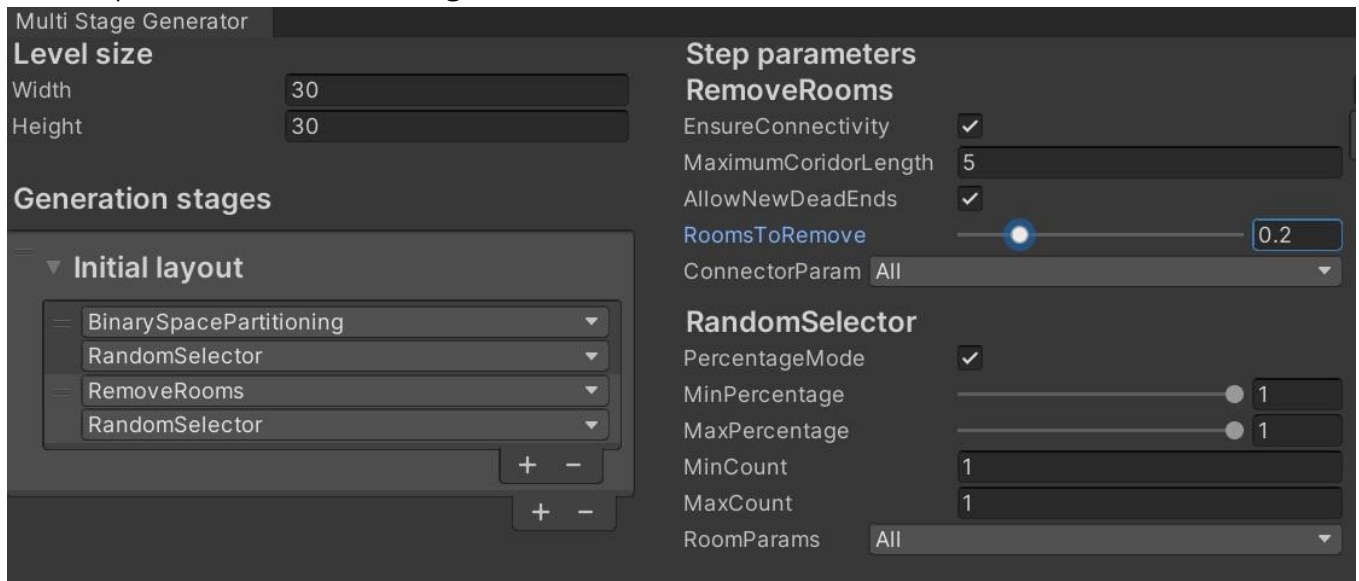 Multi Stage Generator
Level size
Width 30
Height 30
Generation stages
Initial layout
BinarySpacePartitioning
RandomSelector
RemoveRooms
RandomSelector
+ −
+ −
Step parameters
RemoveRooms
EnsureConnectivity
MaximumCoridorLength 5
AllowNewDeadEnds
RoomsToRemove 0.2
ConnectorParam All
RandomSelector
PercentageMode
MinPercentage 1
MaxPercentage 1
MinCount 1
MaxCount 1
RoomParams All